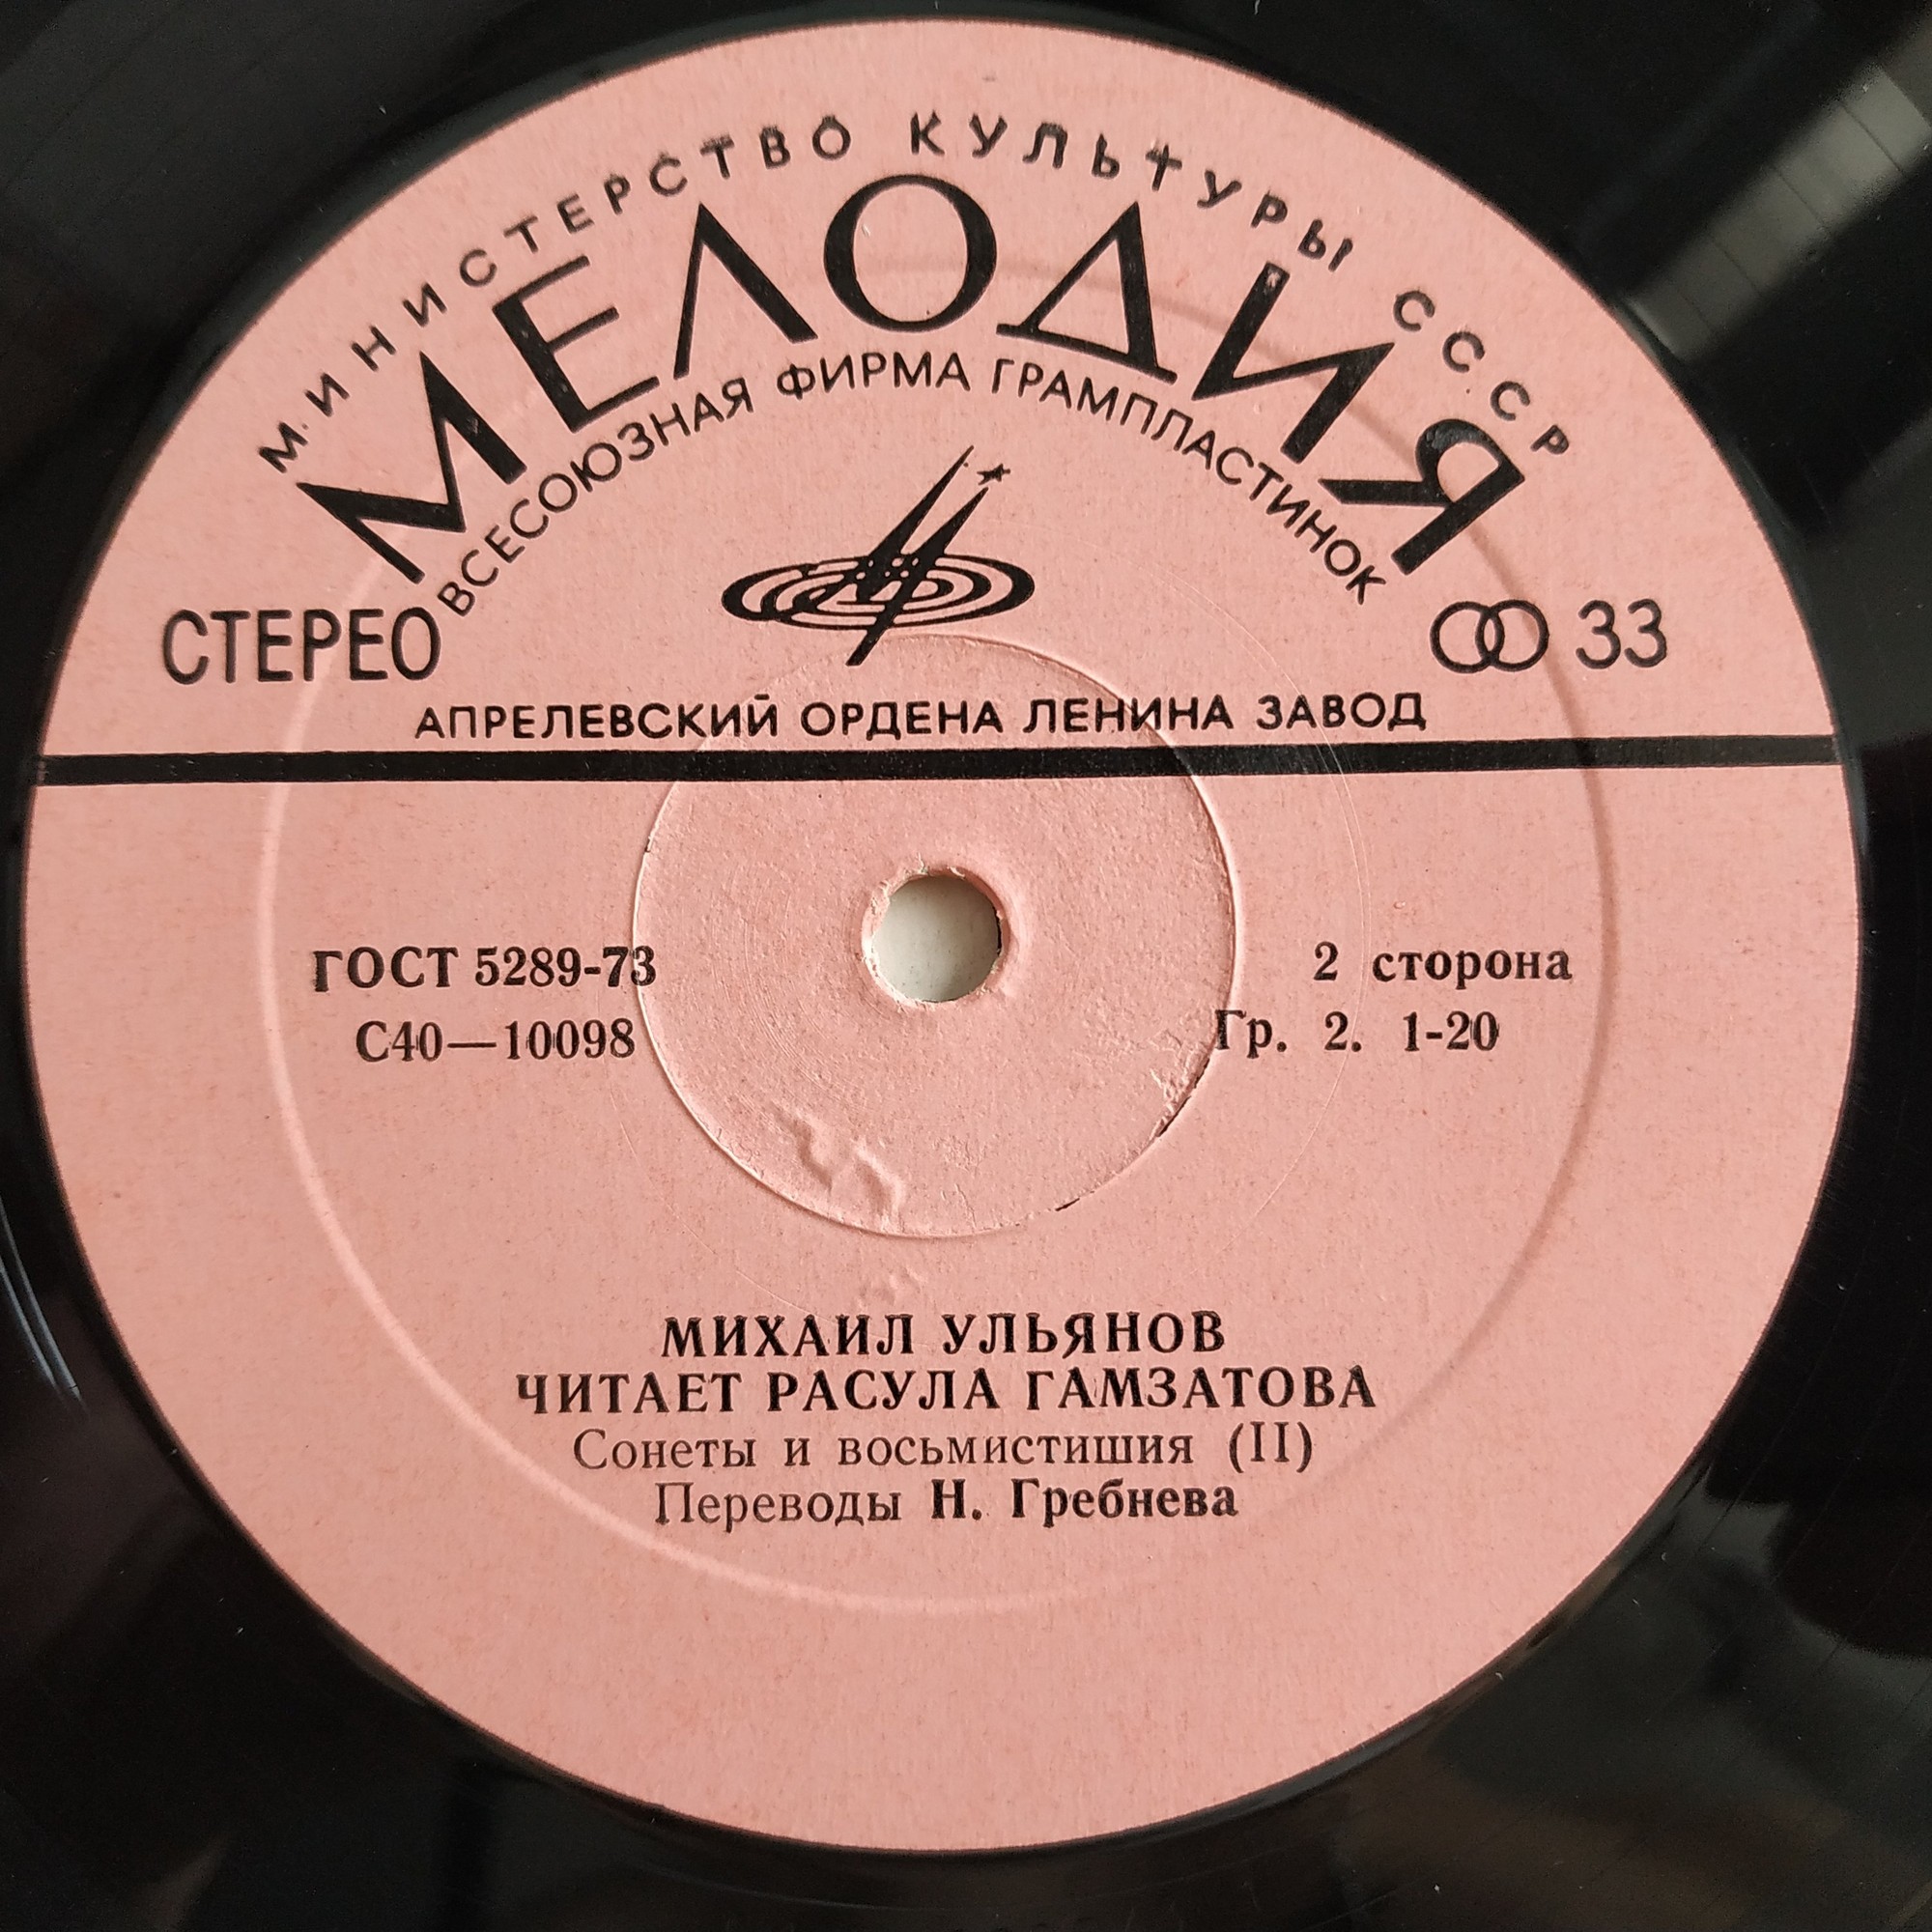 МИНИСТЕРСТВО КУЛЬТУРЫ СССР
МЕЛОДИЯ
ВСЕСОЮЗНАЯ ФИРМА ГРАМПЛАСТИНОК
СТЕРЕО
33
АПРЕЛЕВСКИЙ ОРДЕНА ЛЕНИНА ЗАВОД
ГОСТ 5289-73
2 сторона
С40—10098
Гр. 2. 1-20
МИХАИЛ УЛЬЯНОВ
ЧИТАЕТ РАСУЛА ГАМЗАТОВА
Сонеты и восьмистишия (II)
Переводы Н. Гребнева